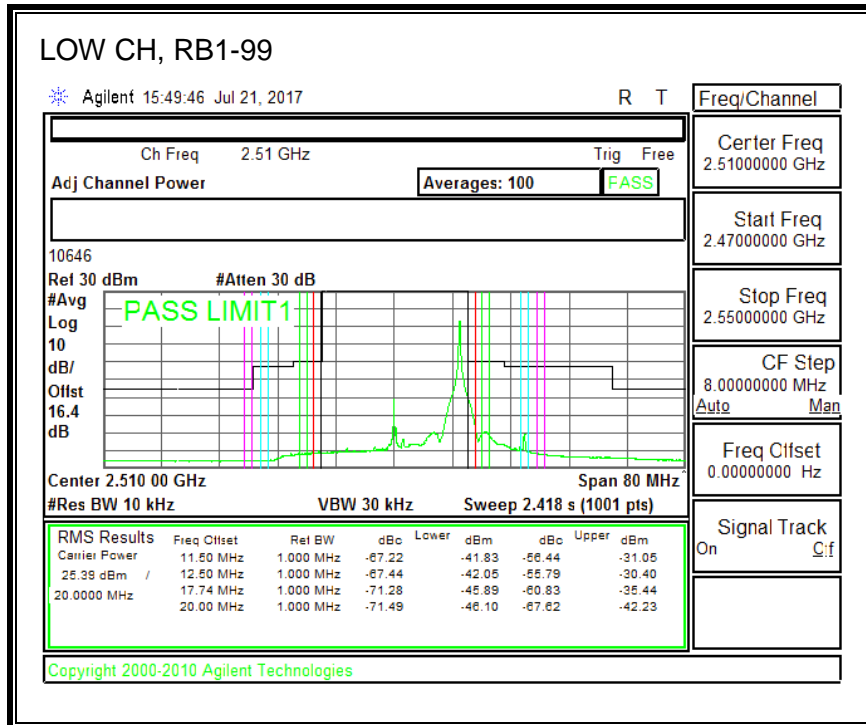 LOW CH, RB1-99
Agilent 15:49:46 Jul 21, 2017 R T
Freq/Channel
Ch Freq 2.51 GHz Trig Free
Adj Channel Power Averages: 100 PASS
10646
Ref 30 dBm #Atten 30 dB
#Avg
Log
10
dB/
Offst
16.4
dB
PASS LIMIT1
Center 2.510 00 GHz Span 80 MHz
#Res BW 10 kHz VBW 30 kHz Sweep 2.418 s (1001 pts)
RMS Results Freq Offset Ref BW dBc Lower dBm dBc Upper dBm
Carrier Power 11.50 MHz 1.000 MHz -67.22 -41.83 -56.44 -31.05
25.39 dBm / 12.50 MHz 1.000 MHz -67.44 -42.05 -55.79 -30.40
20.0000 MHz 17.74 MHz 1.000 MHz -71.28 -45.89 -60.83 -35.44
20.00 MHz 1.000 MHz -71.49 -46.10 -67.62 -42.23
Copyright 2000-2010 Agilent Technologies
Center Freq
2.51000000 GHz
Start Freq
2.47000000 GHz
Stop Freq
2.55000000 GHz
CF Step
8.00000000 MHz
Auto Man
Freq Offset
0.00000000 Hz
Signal Track
On Off